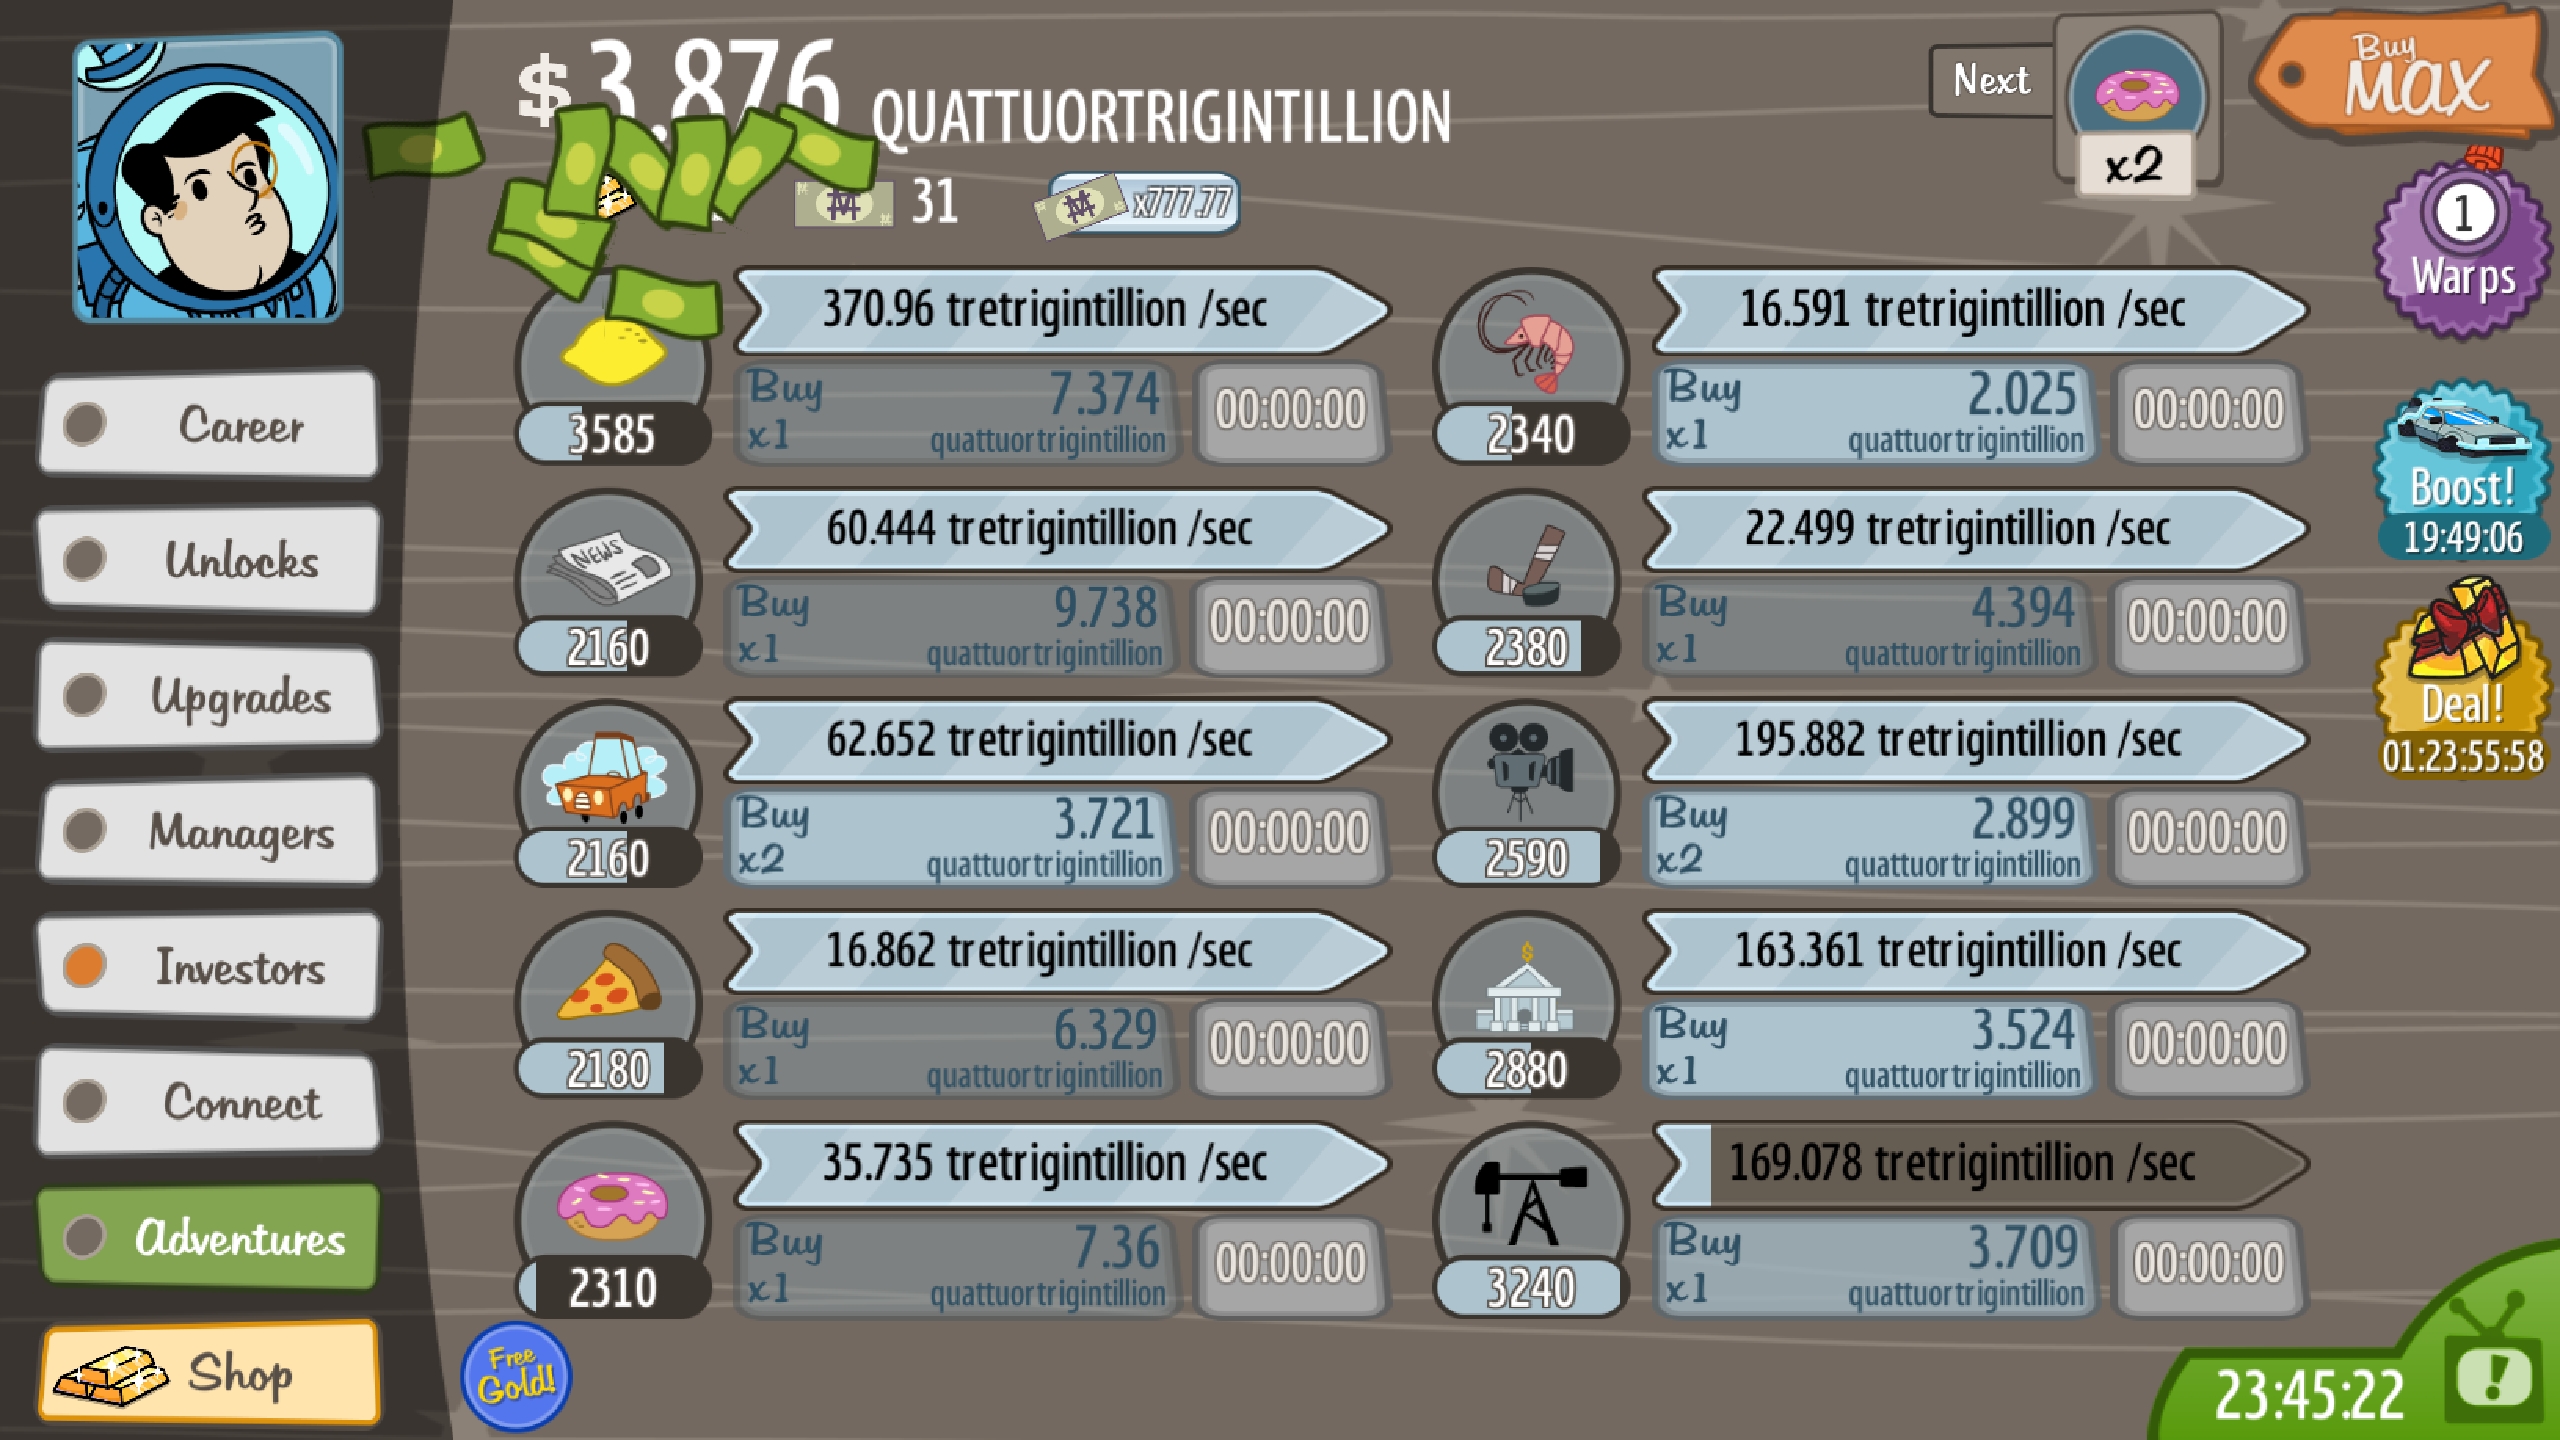 $3.876 QUATTUORTRIGINTILLION
Next
x2
Buy
MAX
31
x777.77
1
Warps
Boost!
19:49:06
Deal!
01:23:55:58
Career
Unlocks
Upgrades
Managers
Investors
Connect
Adventures
Shop
370.96 tretrigintillion /sec
3585
Buy 7.374
x1 quattuortrigintillion
00:00:00
16.591 tretrigintillion /sec
2340
Buy 2.025
x1 quattuortrigintillion
00:00:00
60.444 tretrigintillion /sec
NEWS
2160
Buy 9.738
x1 quattuortrigintillion
00:00:00
22.499 tretrigintillion /sec
2380
Buy 4.394
x1 quattuortrigintillion
00:00:00
62.652 tretrigintillion /sec
2160
Buy 3.721
x2 quattuortrigintillion
00:00:00
195.882 tretrigintillion /sec
2590
Buy 2.899
x2 quattuortrigintillion
00:00:00
16.862 tretrigintillion /sec
2180
Buy 6.329
x1 quattuortrigintillion
00:00:00
163.361 tretrigintillion /sec
$
2880
Buy 3.524
x1 quattuortrigintillion
00:00:00
35.735 tretrigintillion /sec
2310
Buy 7.36
x1 quattuortrigintillion
00:00:00
169.078 tretrigintillion /sec
3240
Buy 3.709
x1 quattuortrigintillion
00:00:00
Free
Gold!
23:45:22
!